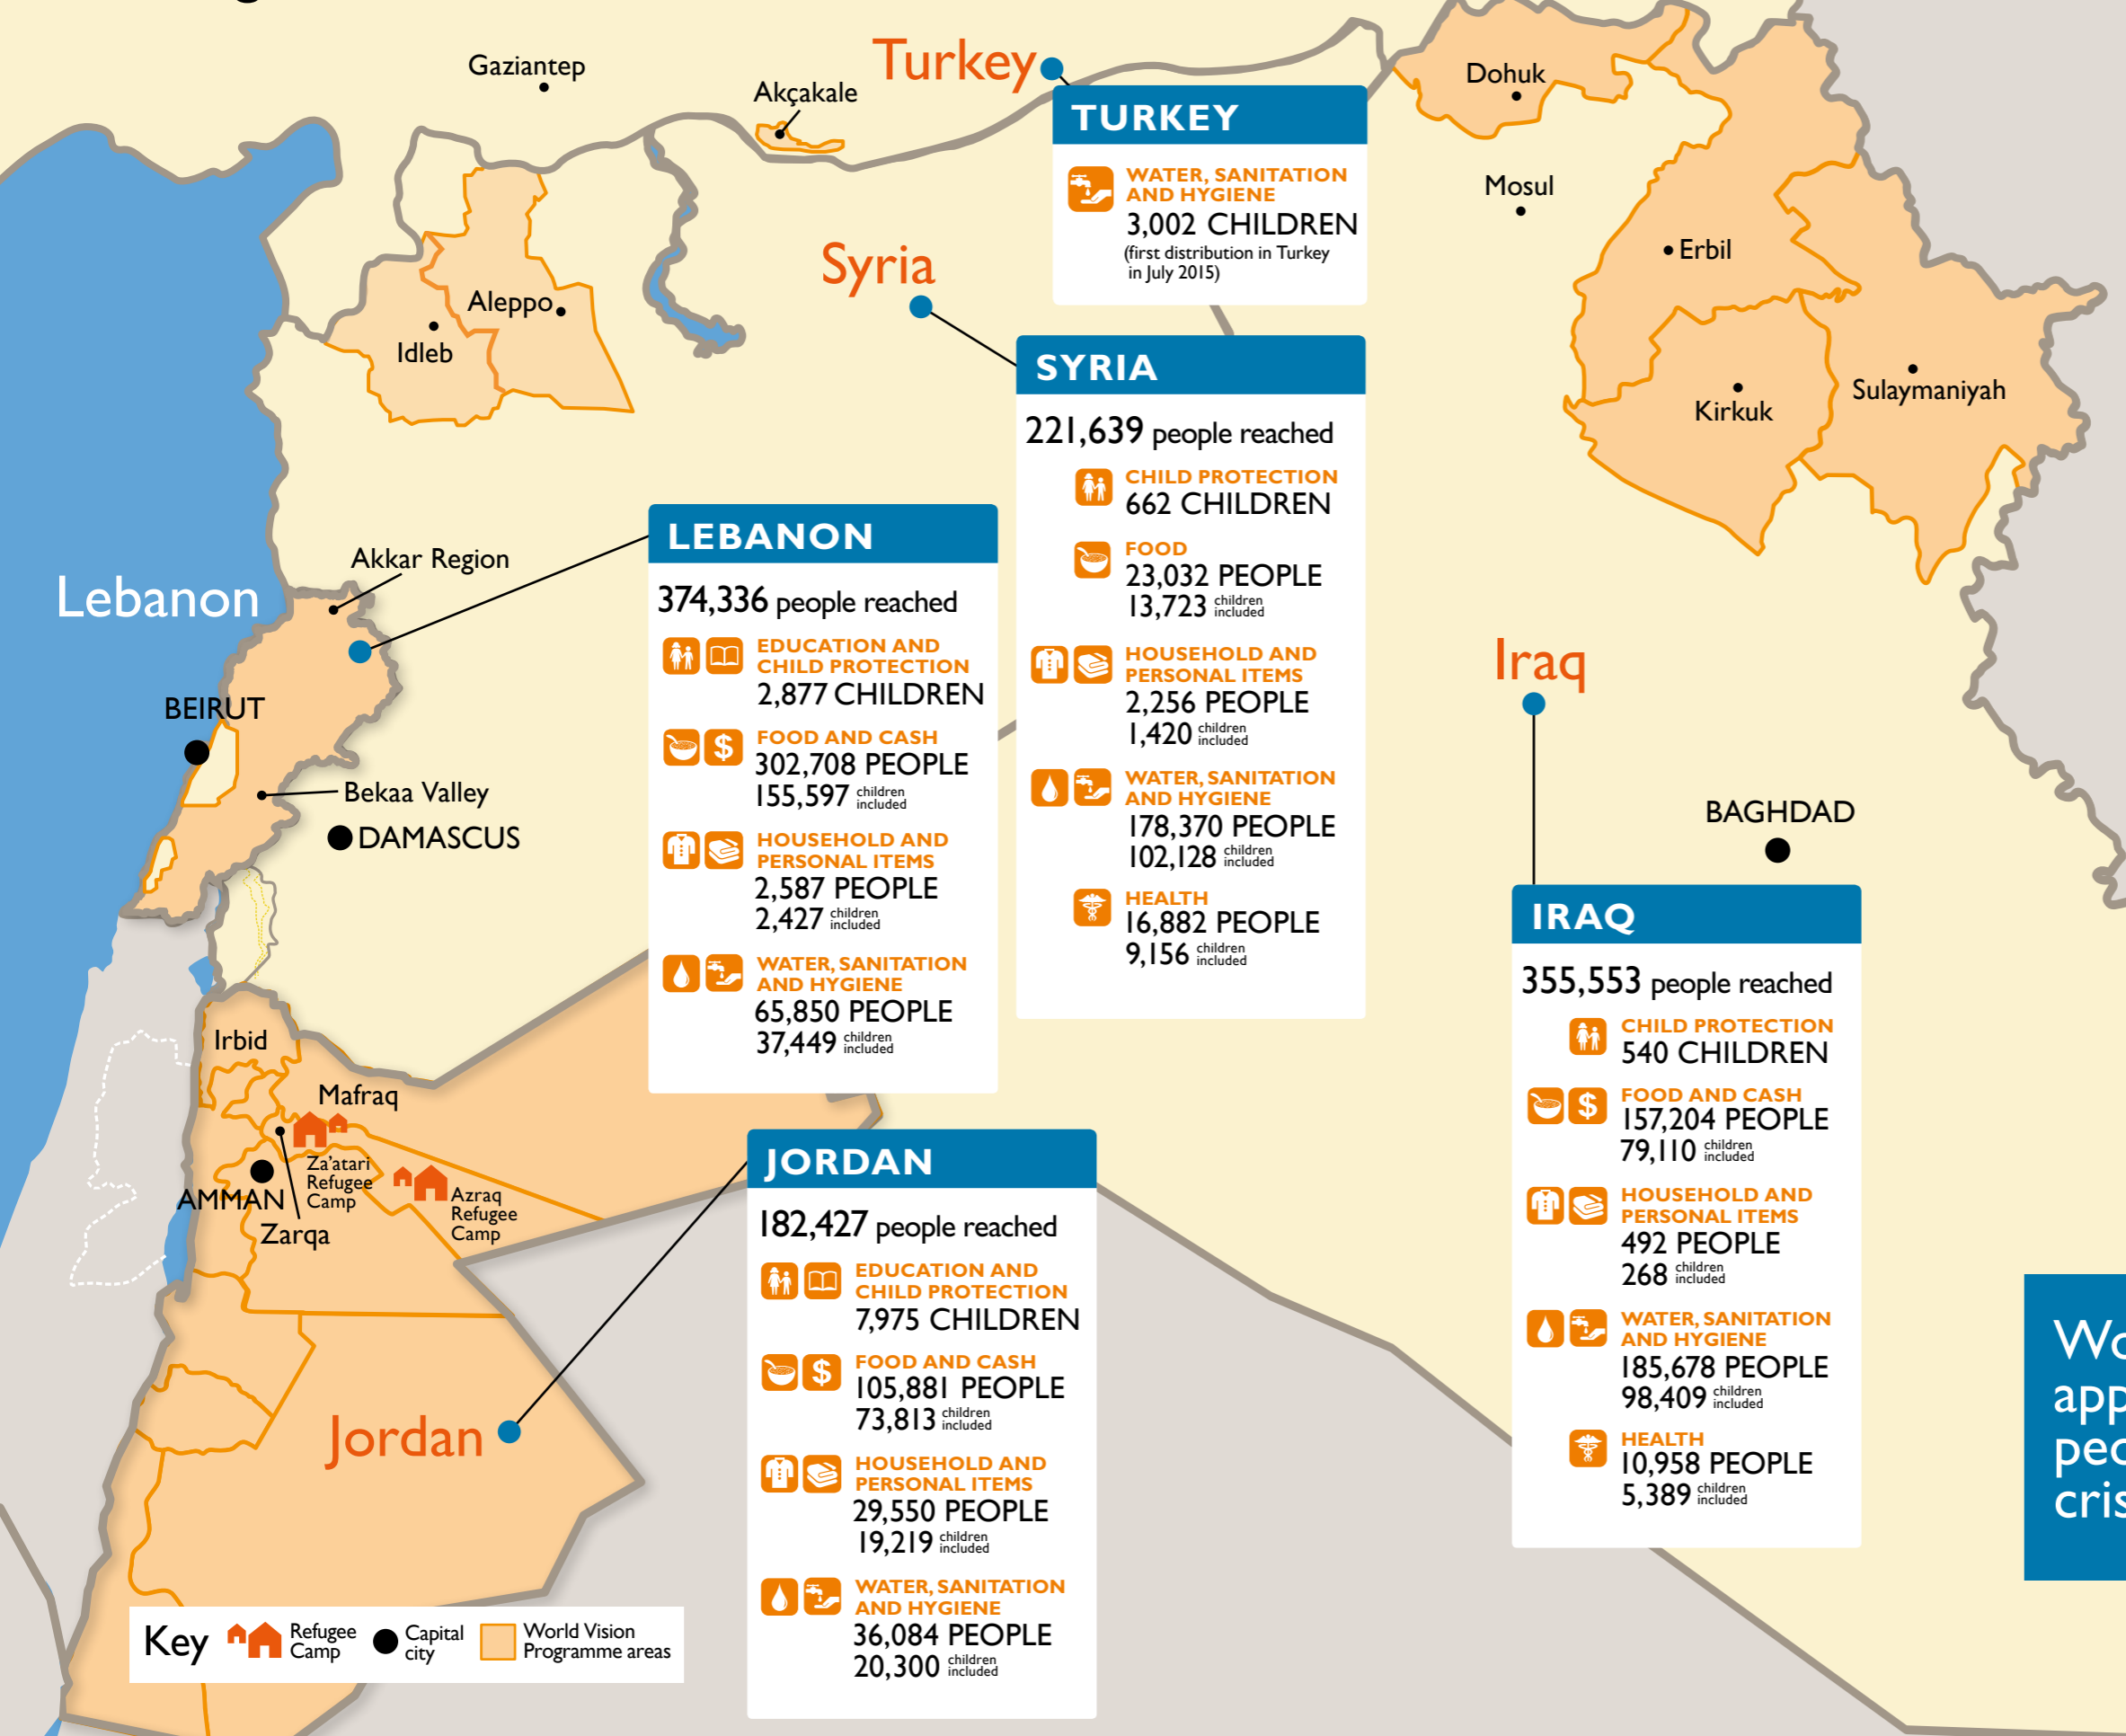 Gaziantep
Akçakale
Turkey
Dohuk
Mosul
Erbil
Kirkuk
Sulaymaniyah
TURKEY
WATER, SANITATION
AND HYGIENE
3,002 CHILDREN
(first distribution in Turkey
in July 2015)
Syria
Aleppo
Idleb
SYRIA
221,639 people reached
CHILD PROTECTION
662 CHILDREN
FOOD
23,032 PEOPLE
13,723 children included
HOUSEHOLD AND
PERSONAL ITEMS
2,256 PEOPLE
1,420 children included
WATER, SANITATION
AND HYGIENE
178,370 PEOPLE
102,128 children included
HEALTH
16,882 PEOPLE
9,156 children included
Lebanon
Akkar Region
BEIRUT
Bekaa Valley
DAMASCUS
LEBANON
374,336 people reached
EDUCATION AND
CHILD PROTECTION
2,877 CHILDREN
FOOD AND CASH
302,708 PEOPLE
155,597 children included
HOUSEHOLD AND
PERSONAL ITEMS
2,587 PEOPLE
2,427 children included
WATER, SANITATION
AND HYGIENE
65,850 PEOPLE
37,449 children included
Iraq
BAGHDAD
IRAQ
355,553 people reached
CHILD PROTECTION
540 CHILDREN
FOOD AND CASH
157,204 PEOPLE
79,110 children included
HOUSEHOLD AND
PERSONAL ITEMS
492 PEOPLE
268 children included
WATER, SANITATION
AND HYGIENE
185,678 PEOPLE
98,409 children included
HEALTH
10,958 PEOPLE
5,389 children included
Irbid
Mafraq
Za'atari
Refugee
Camp
AMMAN
Zarqa
Azraq
Refugee
Camp
Jordan
JORDAN
182,427 people reached
EDUCATION AND
CHILD PROTECTION
7,975 CHILDREN
FOOD AND CASH
105,881 PEOPLE
73,813 children included
HOUSEHOLD AND
PERSONAL ITEMS
29,550 PEOPLE
19,219 children included
WATER, SANITATION
AND HYGIENE
36,084 PEOPLE
20,300 children included
Key
Refugee
Camp
Capital
city
World Vision
Programme areas